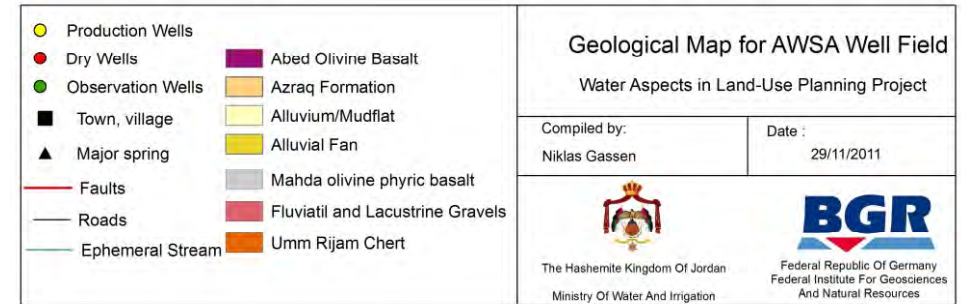 Production Wells
Dry Wells
Observation Wells
Town, village
Major spring
Faults
Roads
Ephemeral Stream
Abed Olivine Basalt
Azraq Formation
Alluvium/Mudflat
Alluvial Fan
Mahda olivine phyric basalt
Fluviatil and Lacustrine Gravels
Umm Rijam Chert
Geological Map for AWSA Well Field
Water Aspects in Land-Use Planning Project
Compiled by:
Niklas Gassen
Date :
29/11/2011
The Hashemite Kingdom Of Jordan
Ministry Of Water And Irrigation
BGR
Federal Republic Of Germany
Federal Institute For Geosciences
And Natural Resources